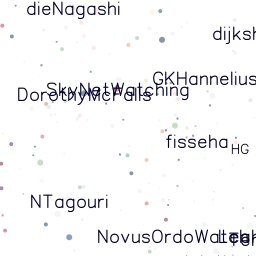 dieNagashi
dijksh
GKHannelius
SkyNetWatching
DorothyMcFalls
fisseha
HG
NTagouri
NovusOrdoWatch